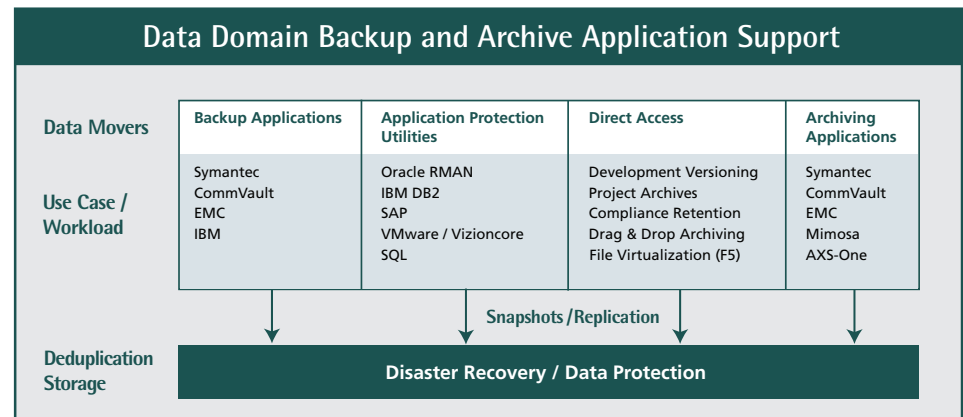 Data Domain Backup and Archive Application Support
Data Movers
Backup Applications
Application Protection
Utilities
Direct Access
Archiving
Applications
Use Case /
Workload
Symantec
CommVault
EMC
IBM
Oracle RMAN
IBM DB2
SAP
VMware / Vizioncore
SQL
Development Versioning
Project Archives
Compliance Retention
Drag & Drop Archiving
File Virtualization (F5)
Symantec
CommVault
EMC
Mimosa
AXS-One
Snapshots/Replication
Deduplication
Storage
Disaster Recovery / Data Protection